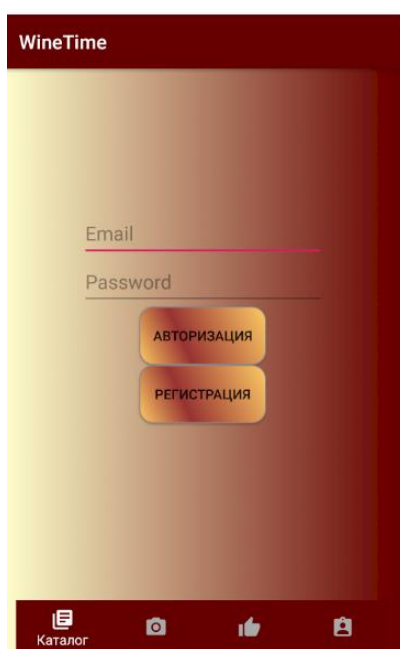 WineTime
Email
Password
АВТОРИЗАЦИЯ
РЕГИСТРАЦИЯ
Каталог